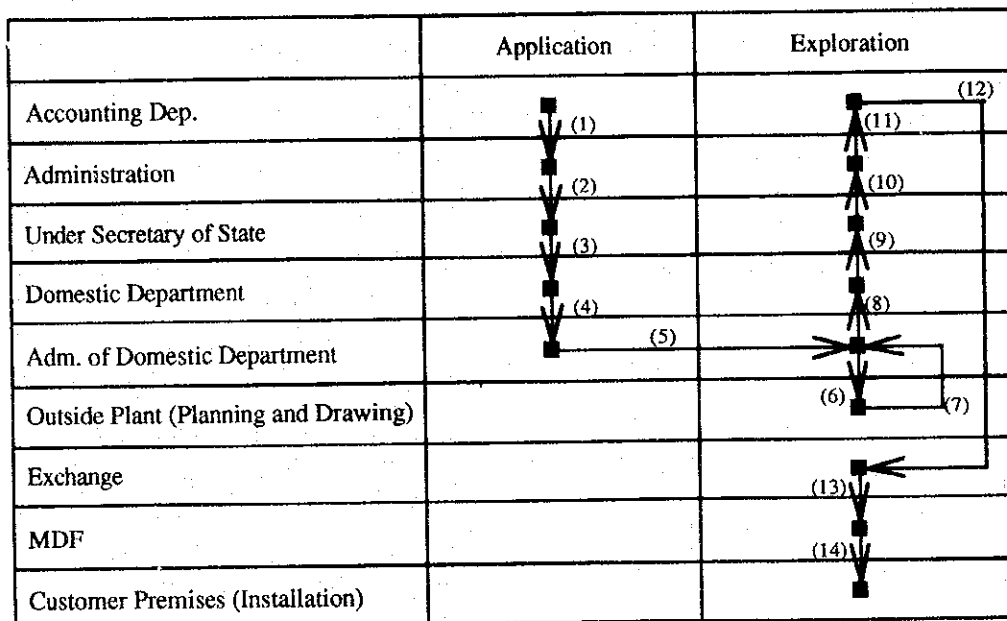 Application Exploration
Accounting Dep. (12)
(1) (11)
Administration
(2) (10)
Under Secretary of State
(3) (9)
Domestic Department
(4) (8)
Adm. of Domestic Department (5)
(6)
Outside Plant (Planning and Drawing) (7)
Exchange
(13)
MDF
(14)
Customer Premises (Installation)